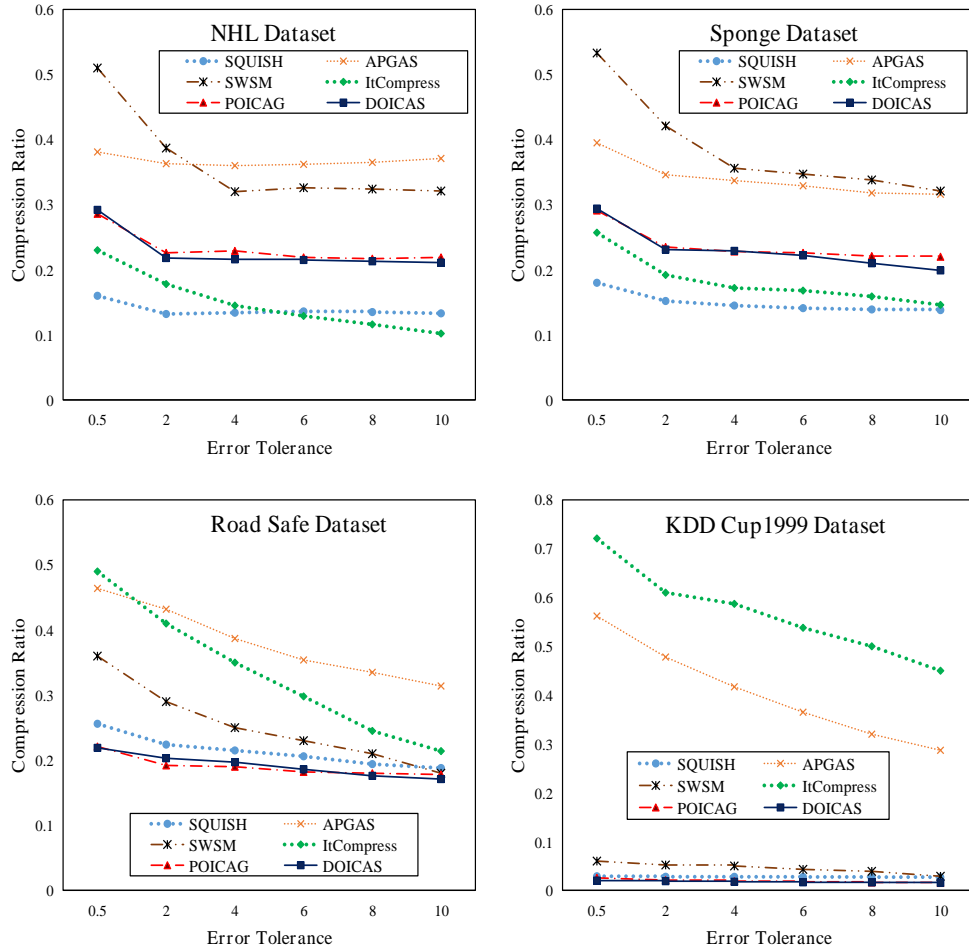 NHL Dataset
SQUISH APGAS
SWSM ItCompress
POICAG DOICAS
Compression Ratio
0.6
0.5
0.4
0.3
0.2
0.1
0
0.5 2 4 6 8 10
Error Tolerance
Sponge Dataset
SQUISH APGAS
SWSM ItCompress
POICAG DOICAS
Compression Ratio
0.6
0.5
0.4
0.3
0.2
0.1
0
0.5 2 4 6 8 10
Error Tolerance
Road Safe Dataset
Compression Ratio
0.6
0.5
0.4
0.3
0.2
0.1
0
SQUISH APGAS
SWSM ItCompress
POICAG DOICAS
0.5 2 4 6 8 10
Error Tolerance
KDD Cup1999 Dataset
Compression Ratio
0.8
0.7
0.6
0.5
0.4
0.3
0.2
0.1
0
SQUISH APGAS
SWSM ItCompress
POICAG DOICAS
0.5 2 4 6 8 10
Error Tolerance